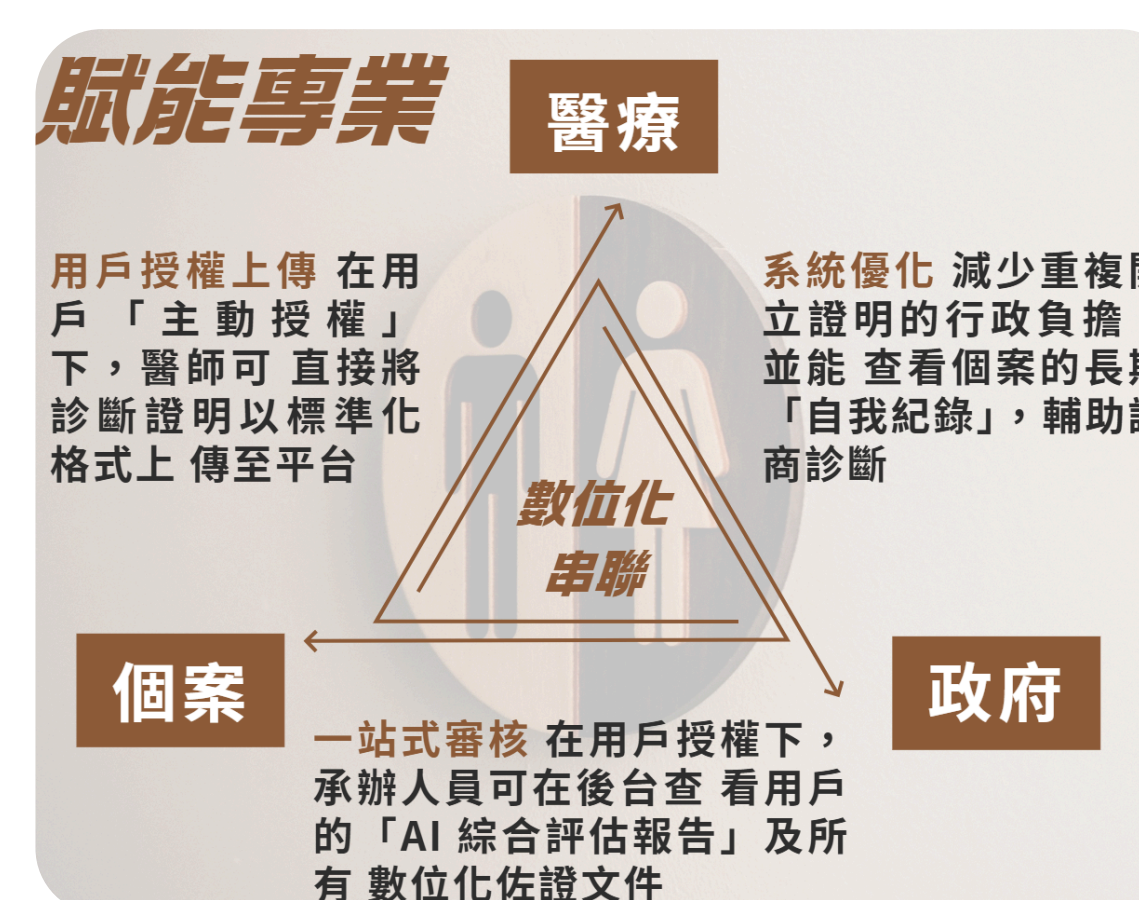 賦能專業
醫療
用戶授權上傳 在用
戶「主動授權」
下，醫師可 直接將
診斷證明以標準化
格式上 傳至平台
系統優化 減少重複
立證明的行政負擔
並能 查看個案的長
「自我紀錄」，輔助
商診斷
數位化
串聯
個案
政府
一站式審核 在用戶授權下，
承辦人員可在後台查 看用戶
的「AI 綜合評估報告」及所
有 數位化佐證文件